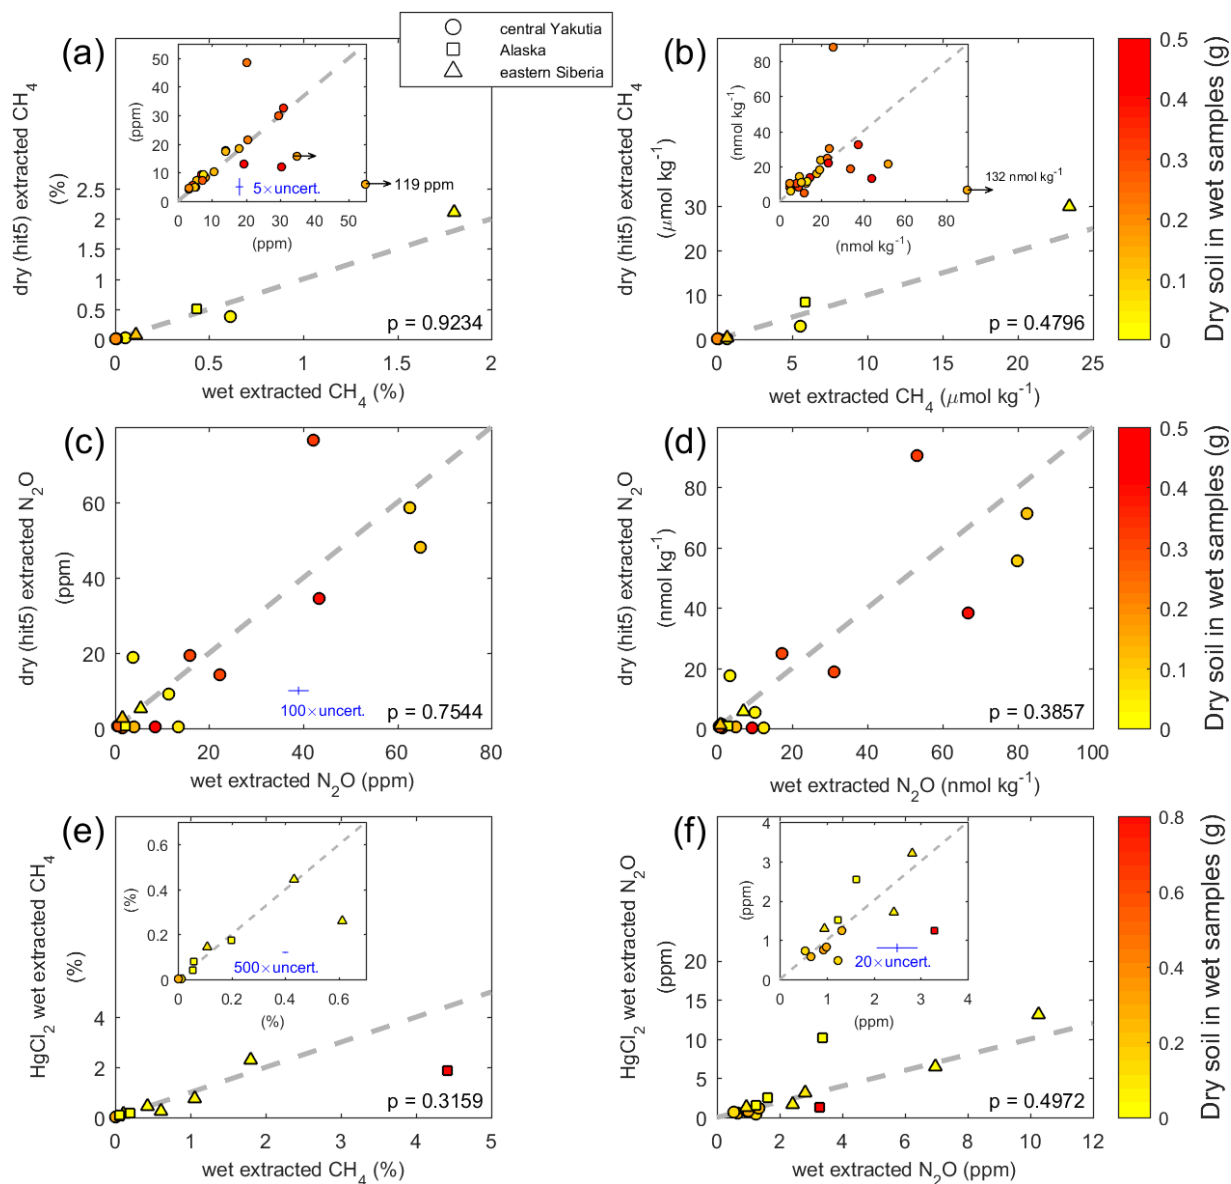 central Yakutia
Alaska
eastern Siberia
(a)
dry (hit5) extracted CH4
(%)
2.5
2
1.5
1
0.5
0
0.5
1
1.5
2
wet extracted CH4 (%)
p = 0.9234
(ppm)
50
40
30
20
10
0
0
10
20
30
40
50
(ppm)
5×uncert.
119 ppm
(b)
dry (hit5) extracted CH4
(μmol kg-1)
30
20
10
0
0
5
10
15
20
25
wet extracted CH4 (μmol kg-1)
p = 0.4796
(nmol kg-1)
80
60
40
20
0
0
20
40
60
80
(nmol kg-1)
132 nmol kg-1
0.5
0.4
0.3
0.2
0.1
0
Dry soil in wet samples (g)
(c)
dry (hit5) extracted N2O
(ppm)
60
40
20
0
0
20
40
60
80
wet extracted N2O (ppm)
100×uncert.
p = 0.7544
(d)
dry (hit5) extracted N2O
(nmol kg-1)
80
60
40
20
0
0
20
40
60
80
100
wet extracted N2O (nmol kg-1)
p = 0.3857
0.5
0.4
0.3
0.2
0.1
0
Dry soil in wet samples (g)
(e)
HgCl2 wet extracted CH4
(%)
4
2
0
0
1
2
3
4
5
wet extracted CH4 (%)
p = 0.3159
(%)
0.6
0.4
0.2
0
0
0.2
0.4
0.6
(%)
500×uncert.
(f)
HgCl2 wet extracted N2O
(ppm)
20
15
10
5
0
0
2
4
6
8
10
12
wet extracted N2O (ppm)
p = 0.4972
(ppm)
4
3
2
1
0
0
1
2
3
4
(ppm)
20×uncert.
0.8
0.6
0.4
0.2
0
Dry soil in wet samples (g)